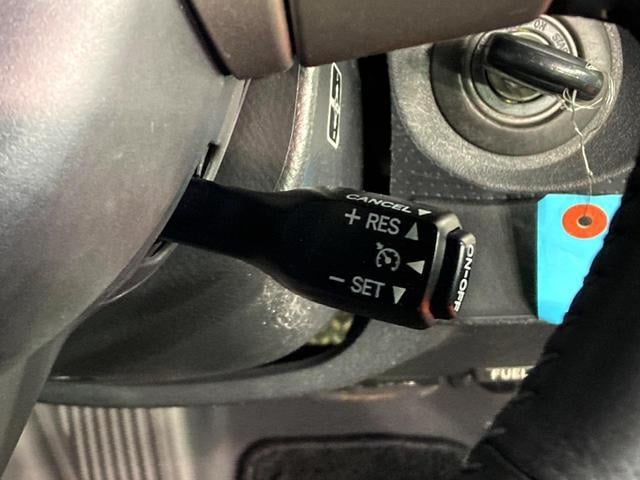 CANCEL ▼
+ RES ▲
◀
− SET ▼
ON-OFF
FUEL